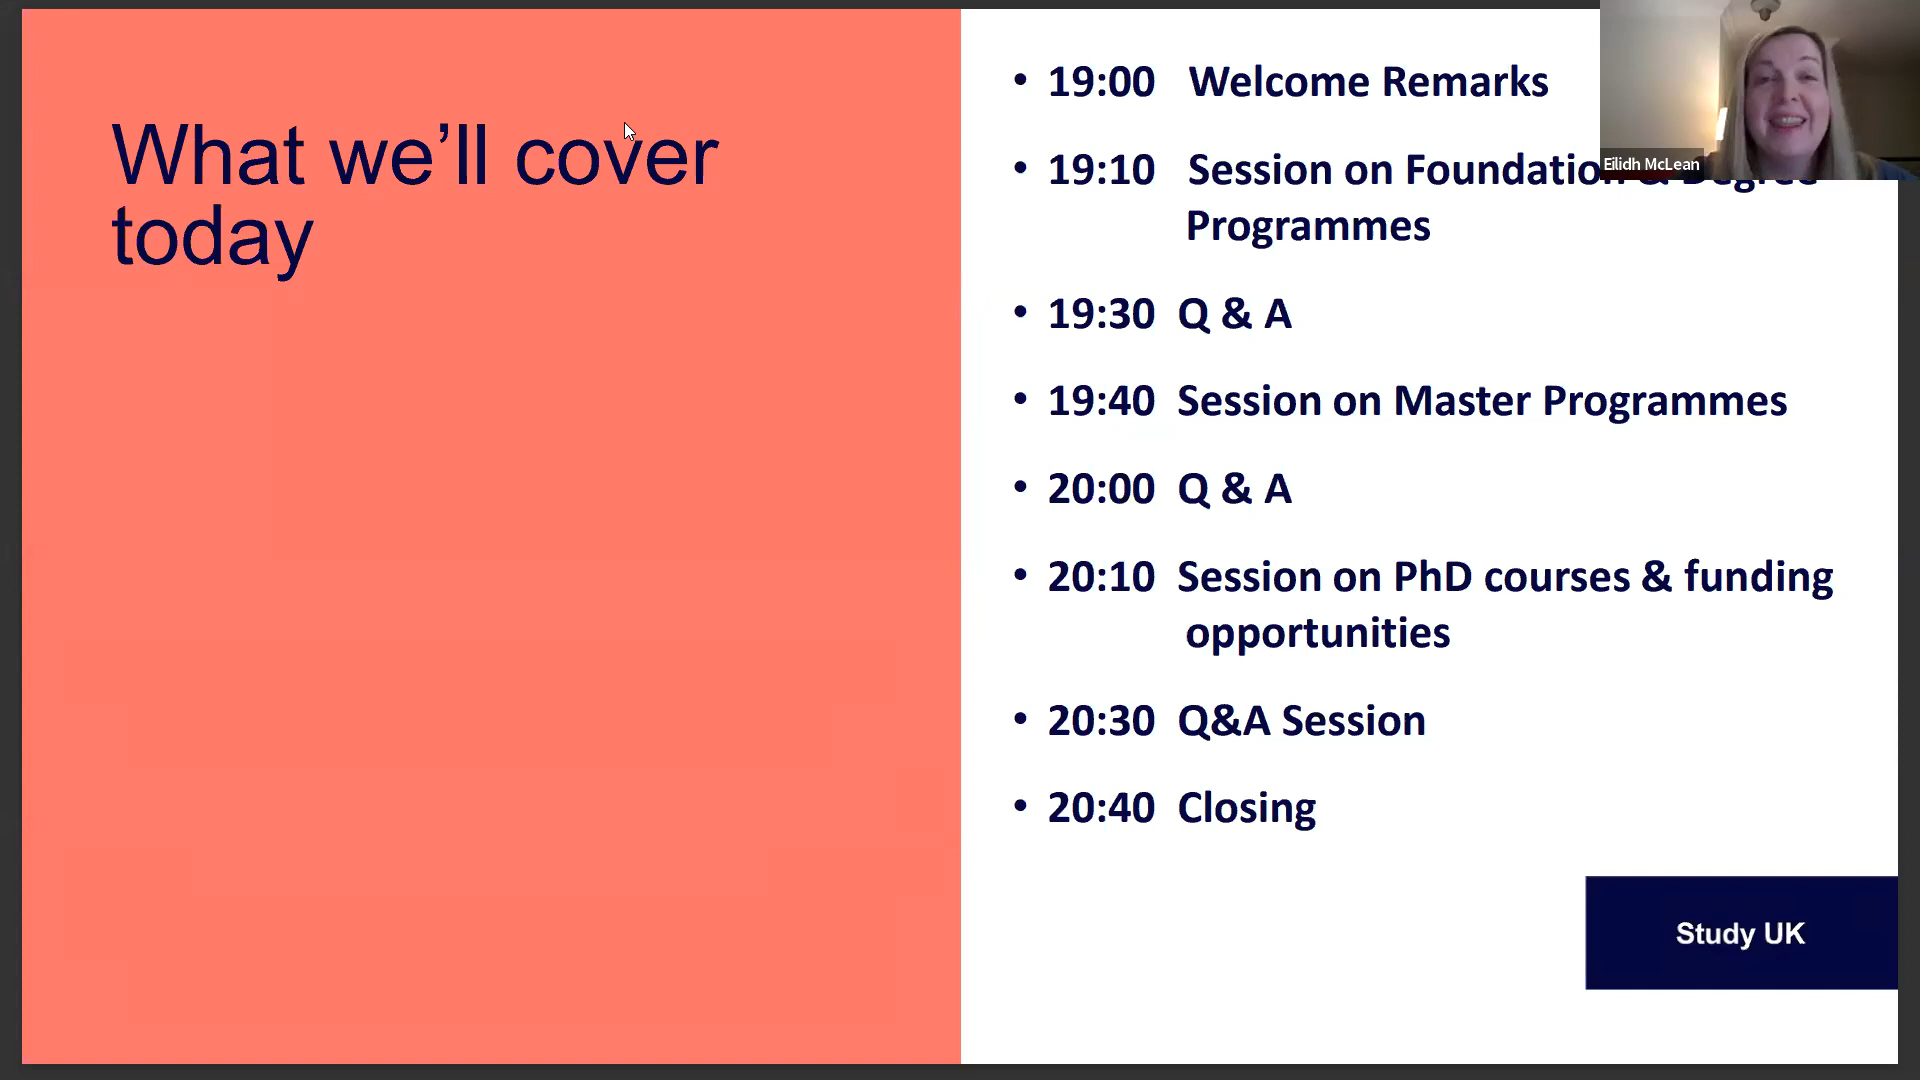 What we’ll cover
today
• 19:00 Welcome Remarks
• 19:10 Session on Foundation & Degree
Programmes
• 19:30 Q & A
• 19:40 Session on Master Programmes
• 20:00 Q & A
• 20:10 Session on PhD courses & funding
opportunities
• 20:30 Q&A Session
• 20:40 Closing
Eilidh McLean
Study UK